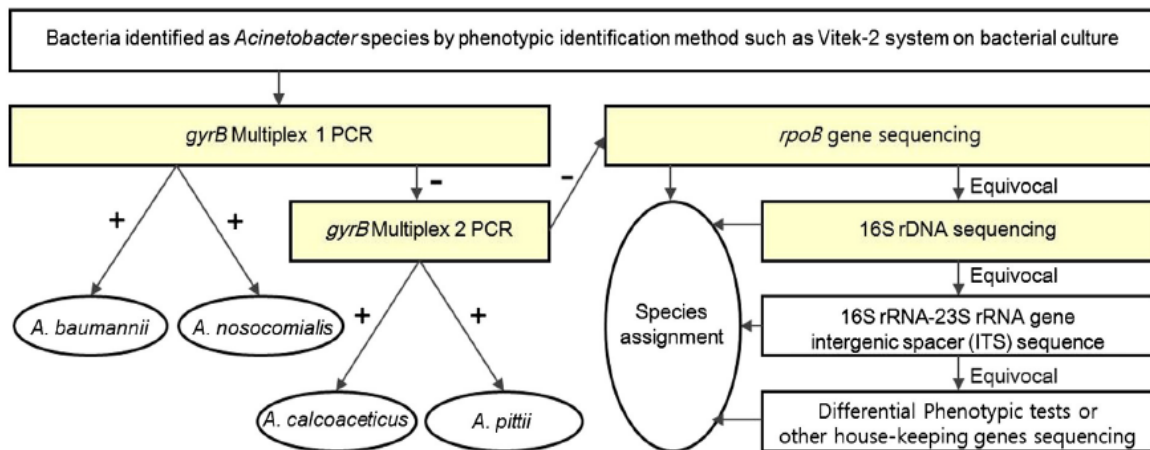 Bacteria identified as Acinetobacter species by phenotypic identification method such as Vitek-2 system on bacterial culture
gyrB Multiplex 1 PCR
rpoB gene sequencing
-
-
Equivocal
+
+
gyrB Multiplex 2 PCR
16S rDNA sequencing
Equivocal
A. baumannii
A. nosocomialis
+
+
Species
assignment
16S rRNA-23S rRNA gene
intergenic spacer (ITS) sequence
Equivocal
A. calcoaceticus
A. pittii
Differential Phenotypic tests or
other house-keeping genes sequencing